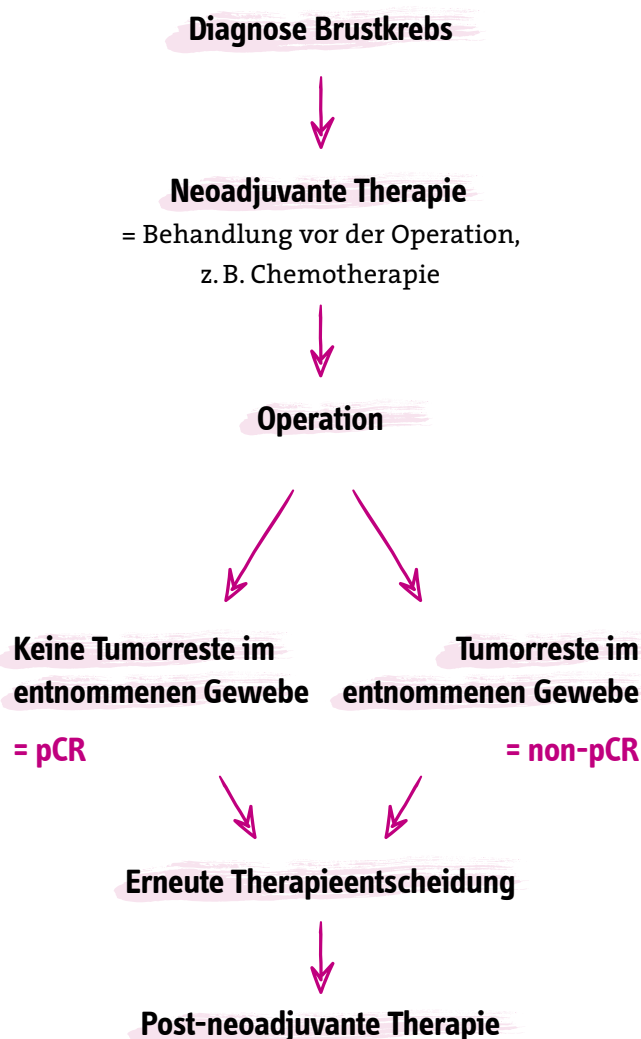 Diagnose Brustkrebs
Neoadjuvante Therapie
= Behandlung vor der Operation,
z. B. Chemotherapie
Operation
Keine Tumorreste im
entnommenen Gewebe
= pCR
Tumorreste im
entnommenen Gewebe
= non-pCR
Erneute Therapieentscheidung
Post-neoadjuvante Therapie